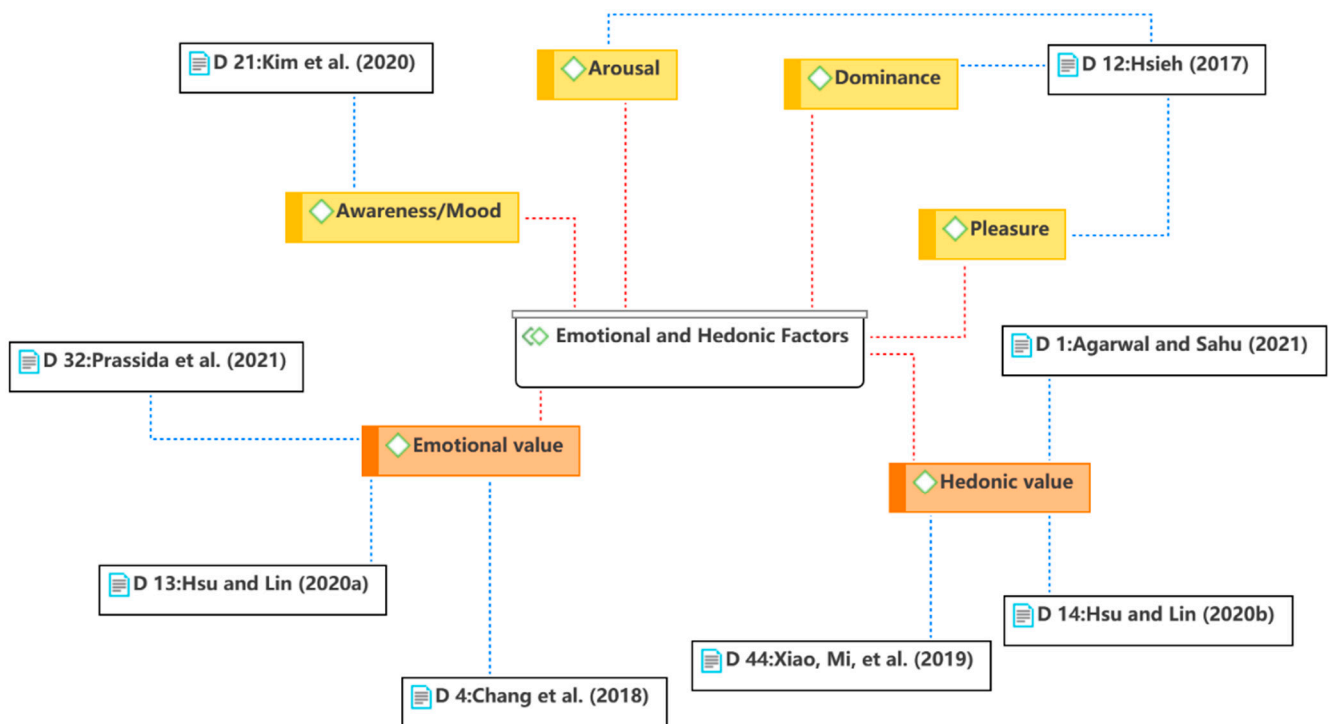 D 21:Kim et al. (2020)
Arousal
Dominance
D 12:Hsieh (2017)
Awareness/Mood
Pleasure
Emotional and Hedonic Factors
D 1:Agarwal and Sahu (2021)
D 32:Prassida et al. (2021)
Emotional value
Hedonic value
D 13:Hsu and Lin (2020a)
D 14:Hsu and Lin (2020b)
D 44:Xiao, Mi, et al. (2019)
D 4:Chang et al. (2018)